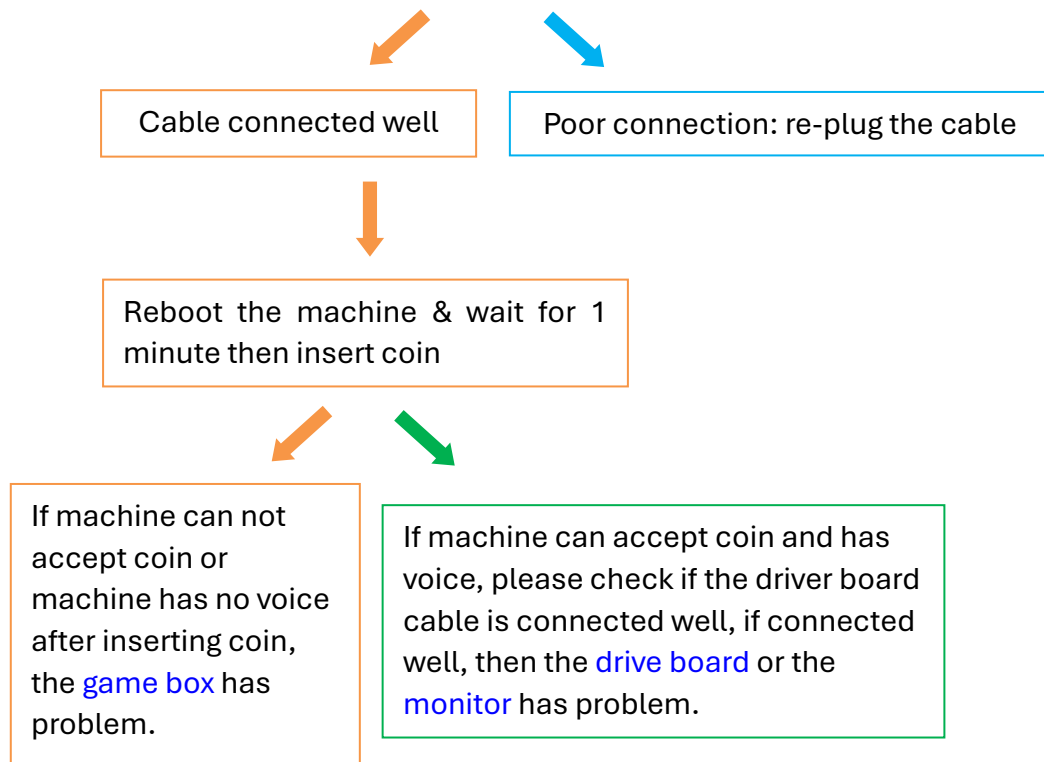 Cable connected well
Poor connection: re-plug the cable
Reboot the machine & wait for 1
minute then insert coin
If machine can not
accept coin or
machine has no voice
after inserting coin,
the game box has
problem.
If machine can accept coin and has
voice, please check if the driver board
cable is connected well, if connected
well, then the drive board or the
monitor has problem.